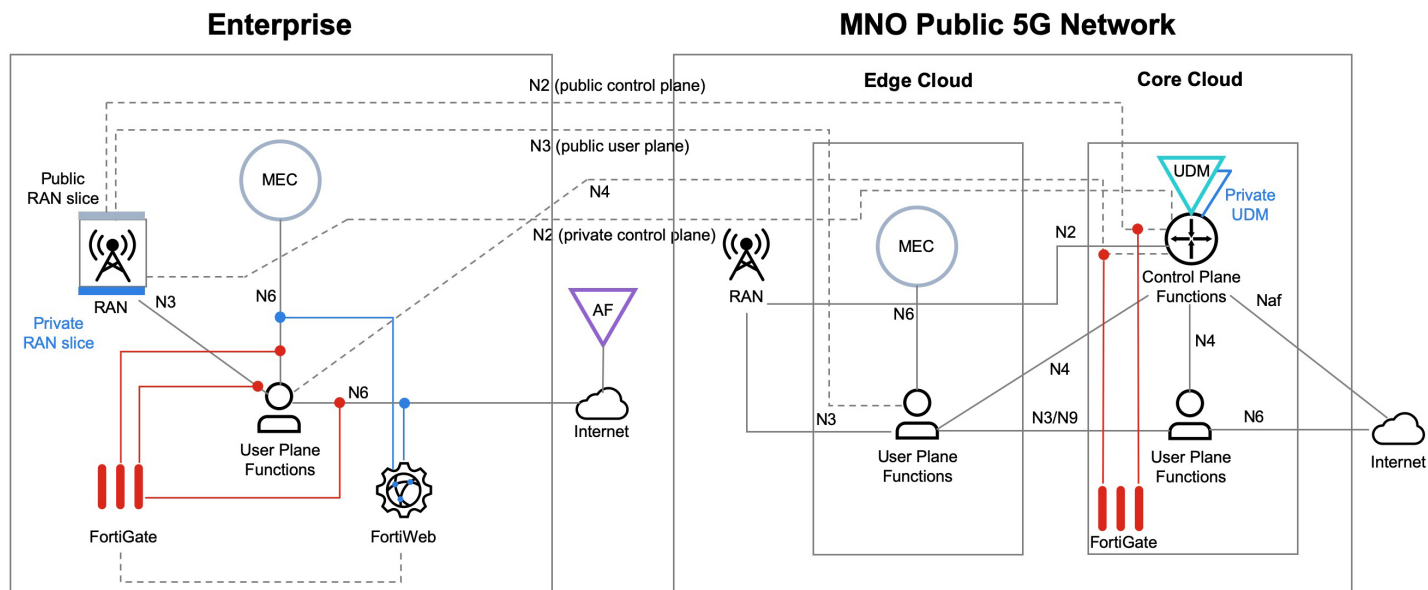 Enterprise
MNO Public 5G Network
N2 (public control plane)
Edge Cloud
Core Cloud
N3 (public user plane)
Public
RAN slice
MEC
N4
UDM
Private
UDM
N2 (private control plane)
RAN
N3
Private
RAN slice
N6
AF
N6
User Plane
Functions
Internet
FortiGate
FortiWeb
RAN
MEC
N2
Control Plane
Functions
Naf
N6
N4
N4
N3
N3/N9
N6
User Plane
Functions
User Plane
Functions
Internet
FortiGate